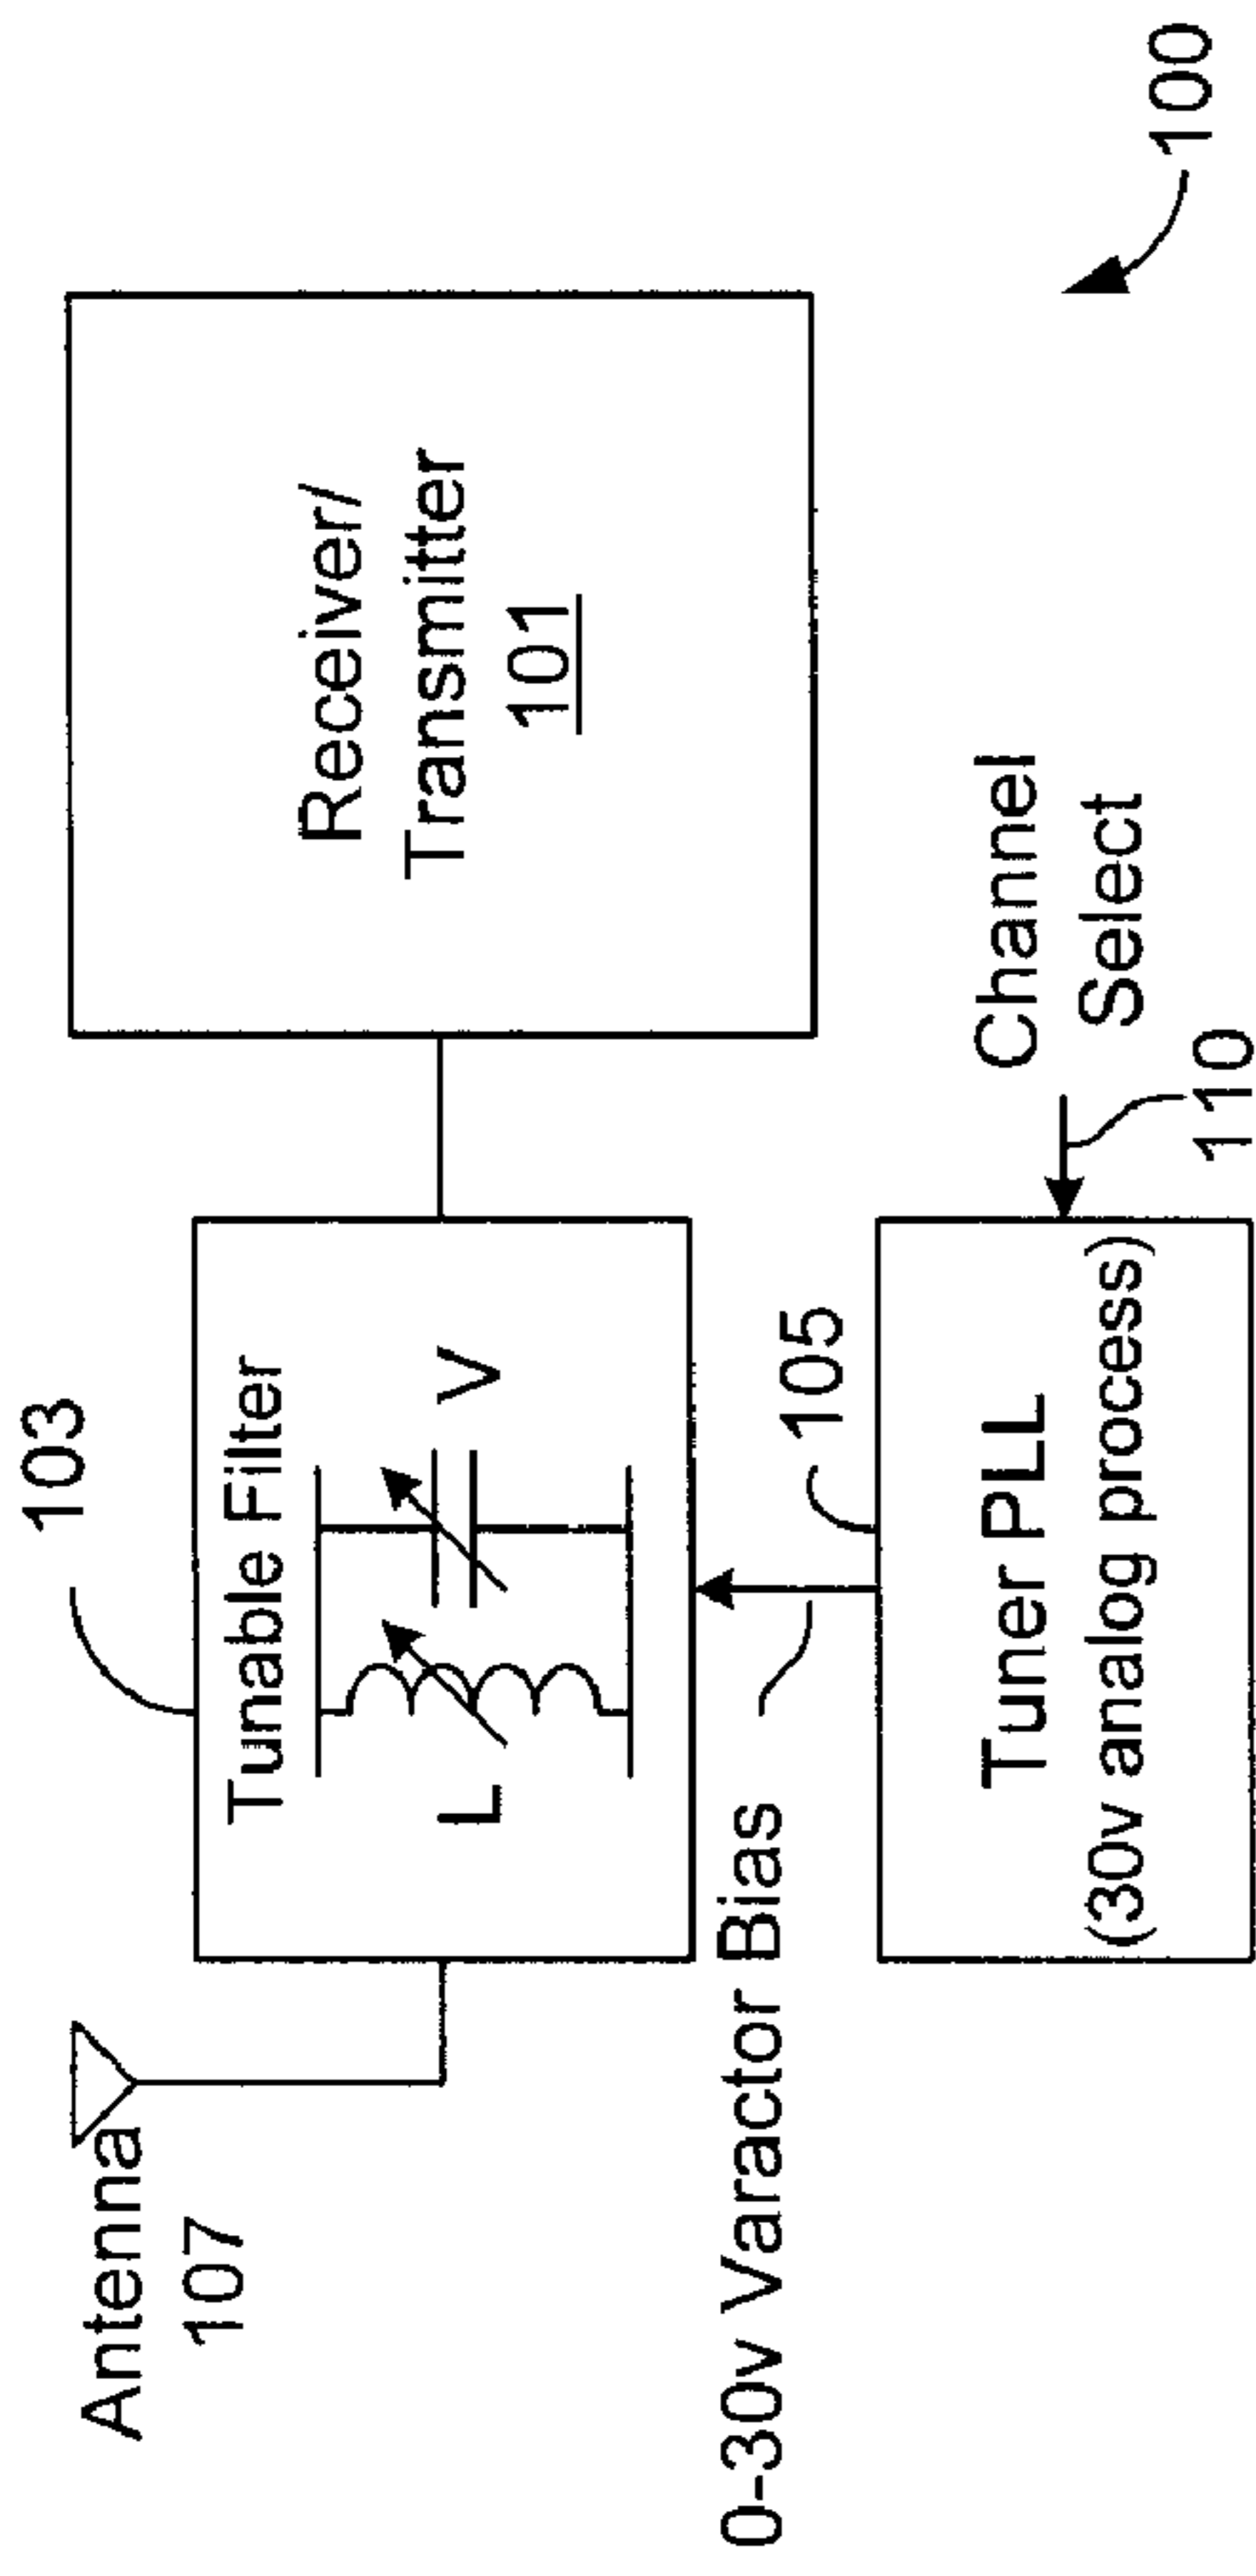 Antenna
107
103
Tunable Filter
L
V
Receiver/
Transmitter
101
0-30v Varactor Bias
105
Tuner PLL
(30v analog process)
Channel
Select
110
100